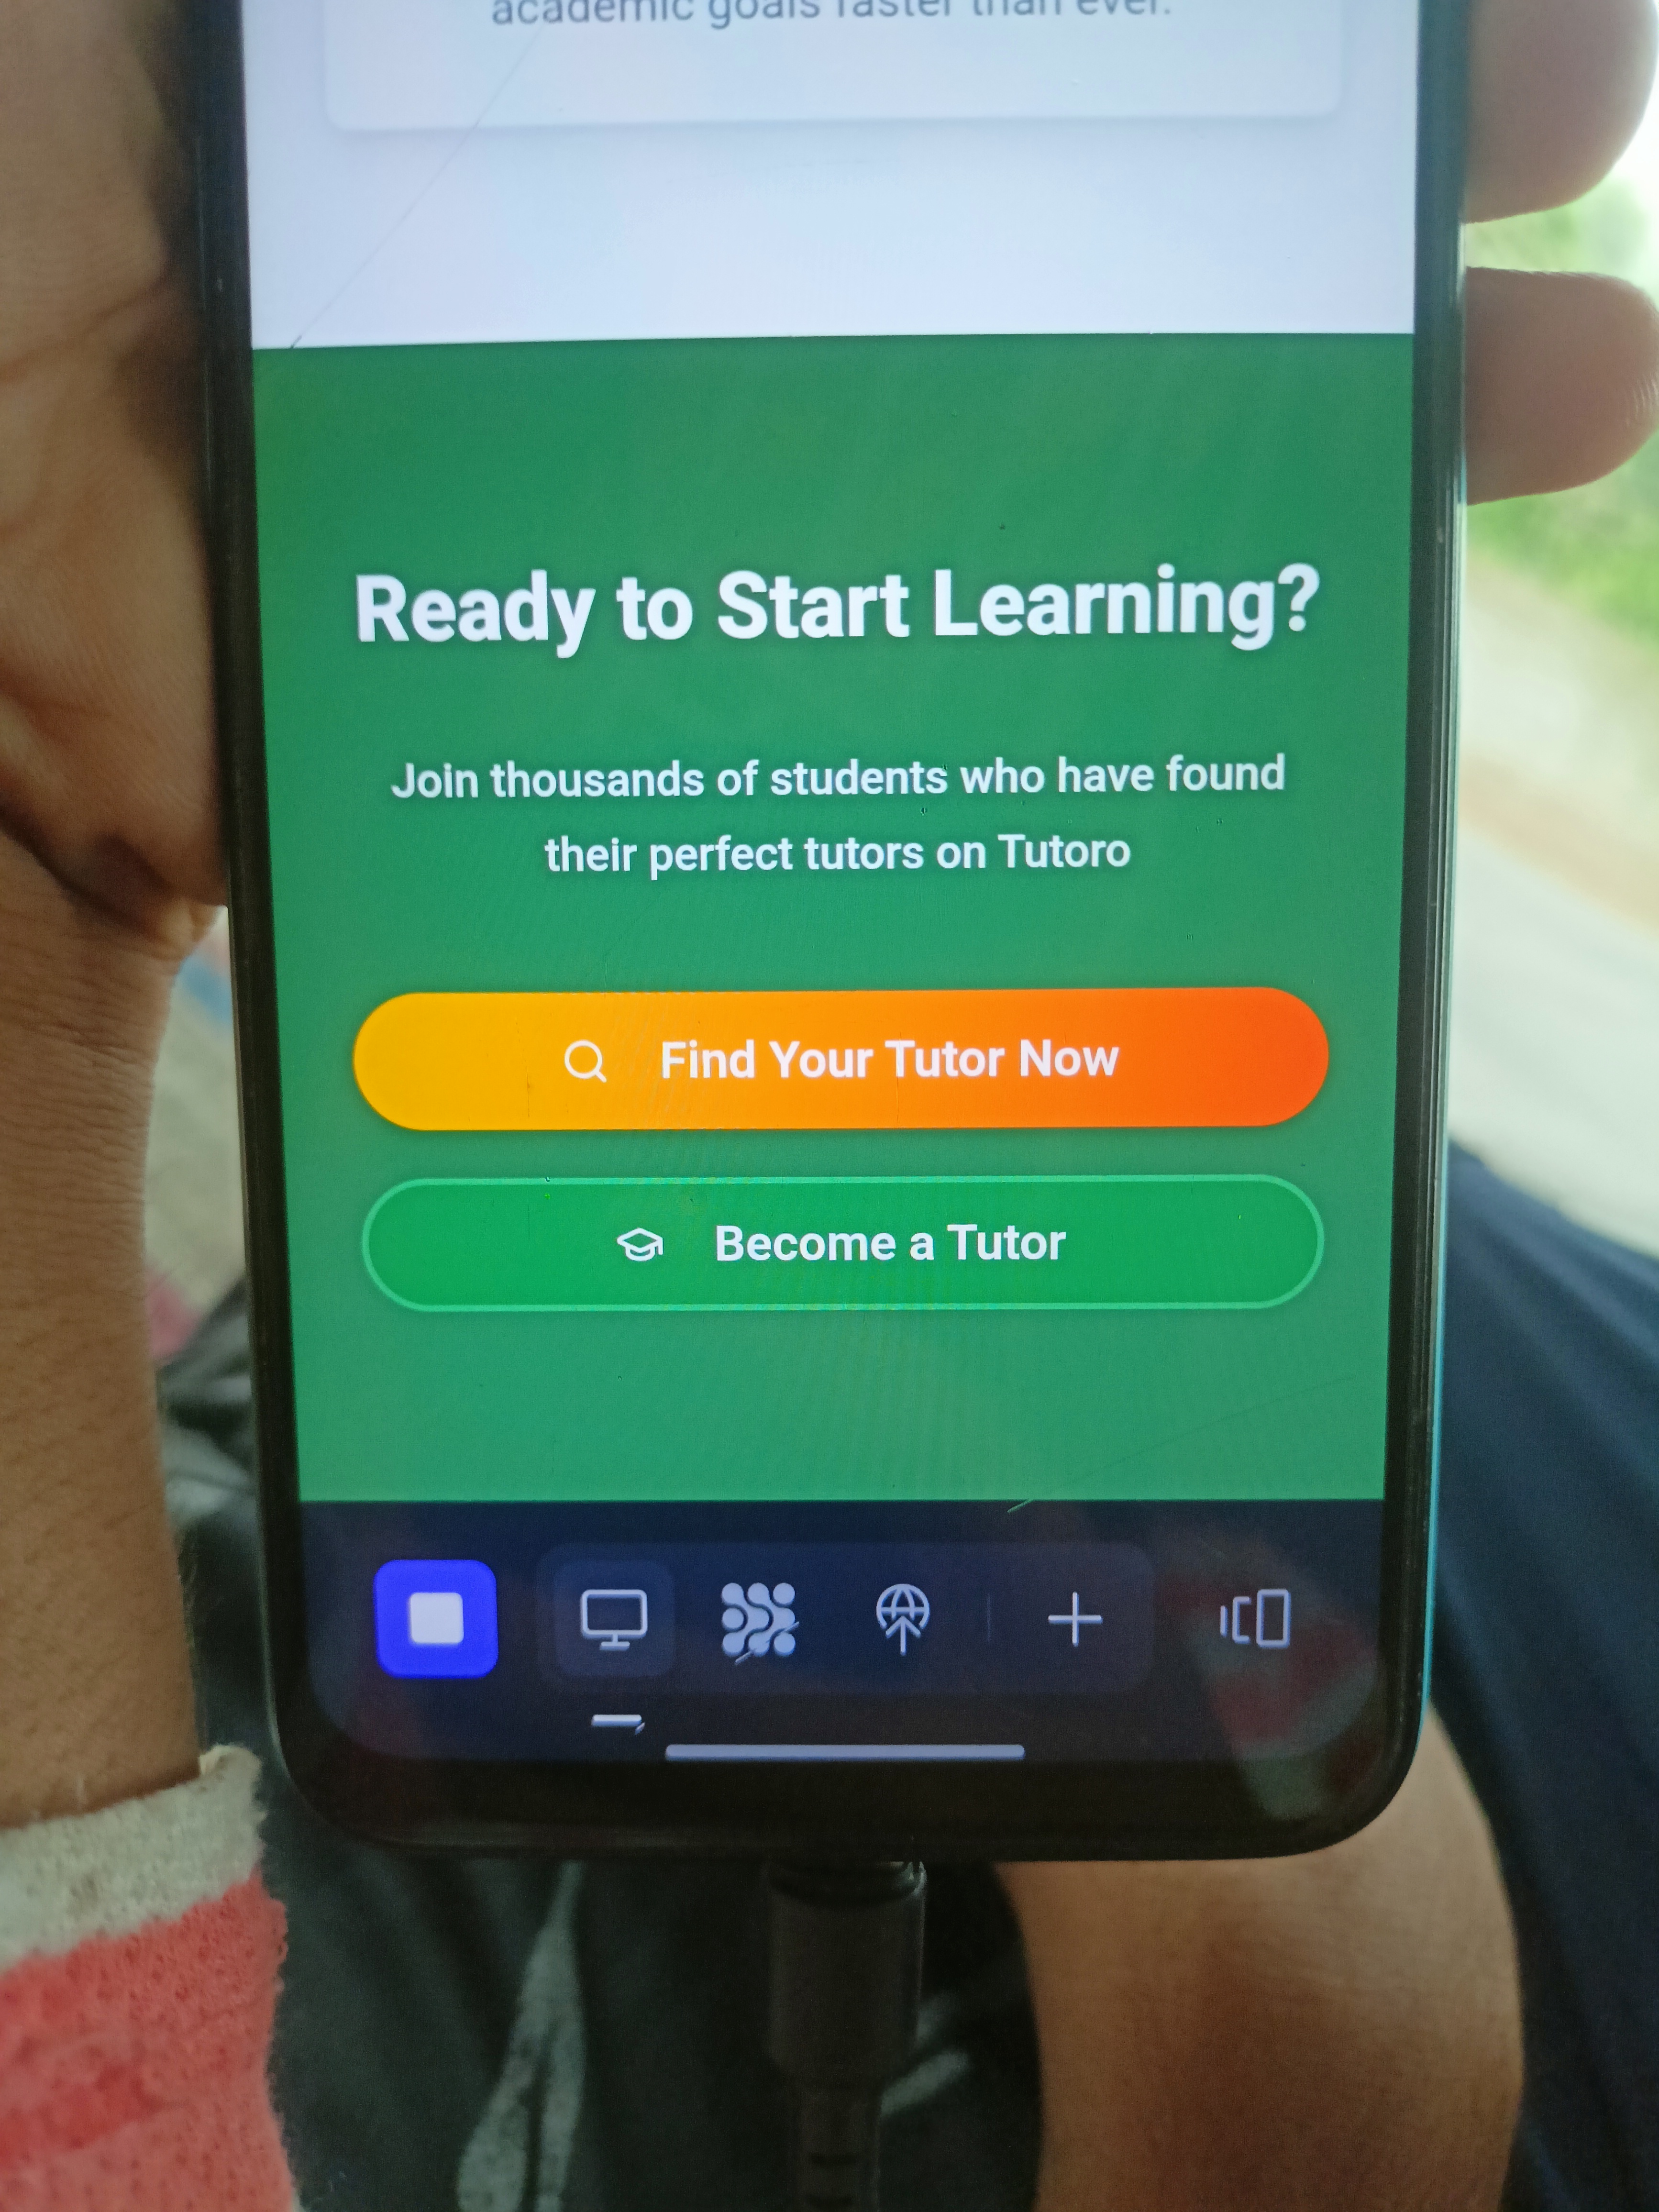 academic goals faster than ever.
Ready to Start Learning?
Join thousands of students who have found
their perfect tutors on Tutoro
Find Your Tutor Now
Become a Tutor